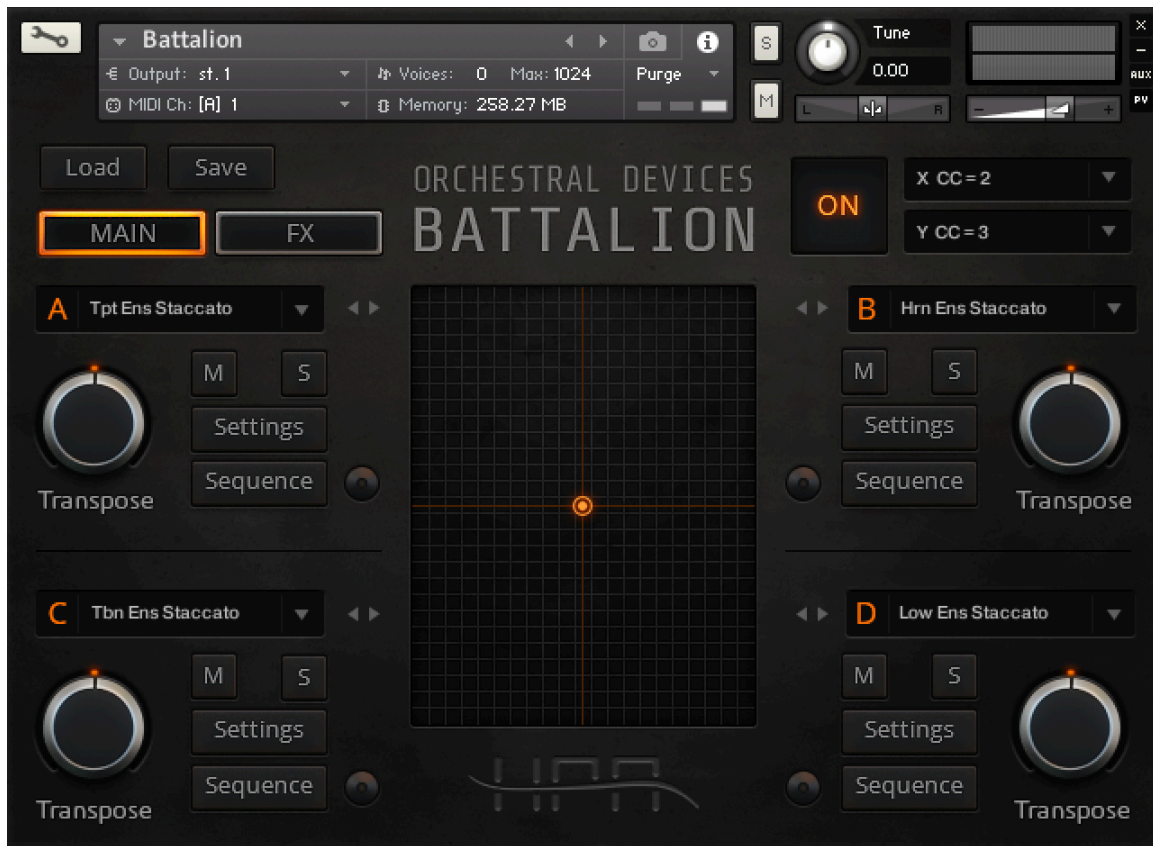 Battalion
S
Tune
X
–
Output: st.1
Voices: 0 Max: 1024
Purge
0.00
AUX
MIDI Ch: [A] 1
Memory: 258.27 MB
M
L
R
–
+
PV
Load
Save
ORCHESTRAL DEVICES
BATTALION
ON
X CC = 2
Y CC = 3
MAIN
FX
A Tpt Ens Staccato
B Hrn Ens Staccato
M
S
M
S
Settings
Settings
Sequence
Sequence
Transpose
Transpose
C Tbn Ens Staccato
D Low Ens Staccato
M
S
M
S
Settings
Settings
Sequence
Sequence
Transpose
Transpose